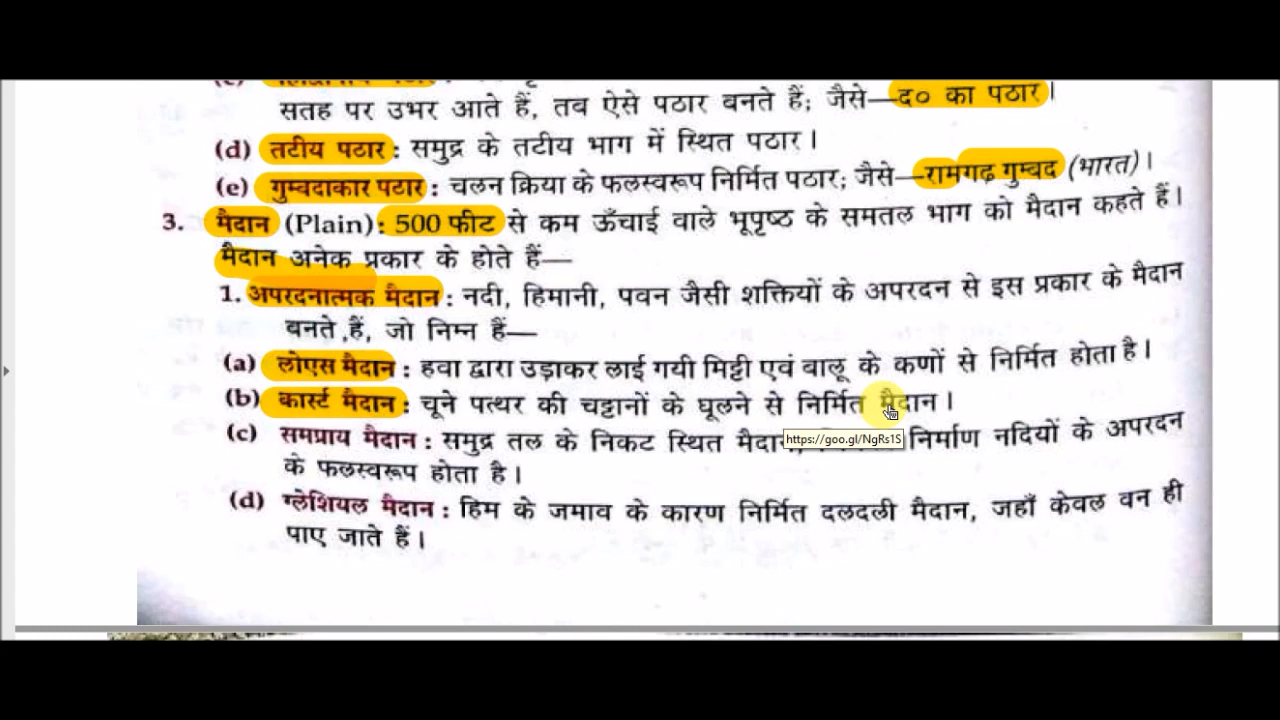 सतह पर उभर आते हैं, तब ऐसे पठार बनते हैं; जैसे—द० का पठार।
(d) तटीय पठार : समुद्र के तटीय भाग में स्थित पठार।
(e) गुम्बदाकार पठार : चलन क्रिया के फलस्वरूप निर्मित पठार; जैसे—रामगढ़ गुम्बद (भारत)।
3. मैदान (Plain): 500 फीट से कम ऊँचाई वाले भूपृष्ठ के समतल भाग को मैदान कहते हैं।
मैदान अनेक प्रकार के होते हैं—
1. अपरदनात्मक मैदान : नदी, हिमानी, पवन जैसी शक्तियों के अपरदन से इस प्रकार के मैदान
बनते हैं, जो निम्न हैं—
(a) लोएस मैदान : हवा द्वारा उड़ाकर लाई गयी मिट्टी एवं बालू के कणों से निर्मित होता है।
(b) कार्स्ट मैदान : चूने पत्थर की चट्टानों के घूलने से निर्मित मैदान।
(c) समप्राय मैदान : समुद्र तल के निकट स्थित मैदान, निर्माण नदियों के अपरदन
https://goo.gl/NgRs1S
के फलस्वरूप होता है।
(d) ग्लेशियल मैदान : हिम के जमाव के कारण निर्मित दलदली मैदान, जहाँ केवल वन ही
पाए जाते हैं।